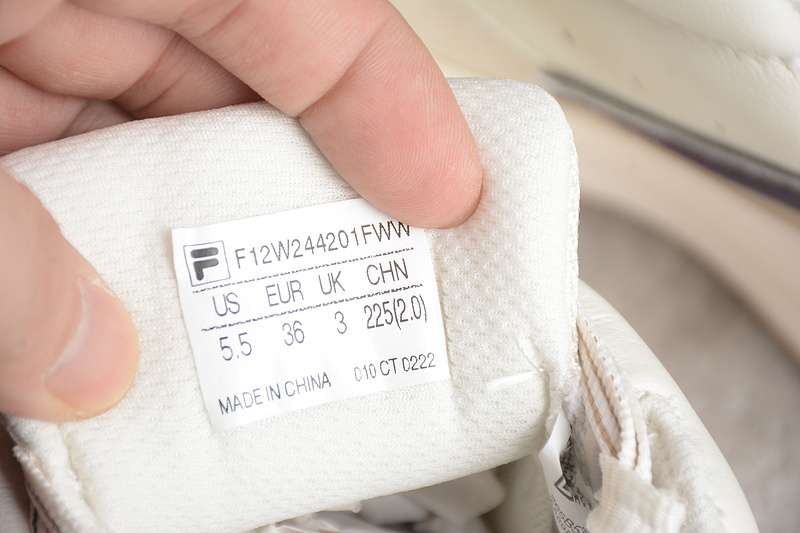 F12W244201FWW
US EUR UK CHN
5.5 36 3 225(2.0)
MADE IN CHINA 010 CT 0222